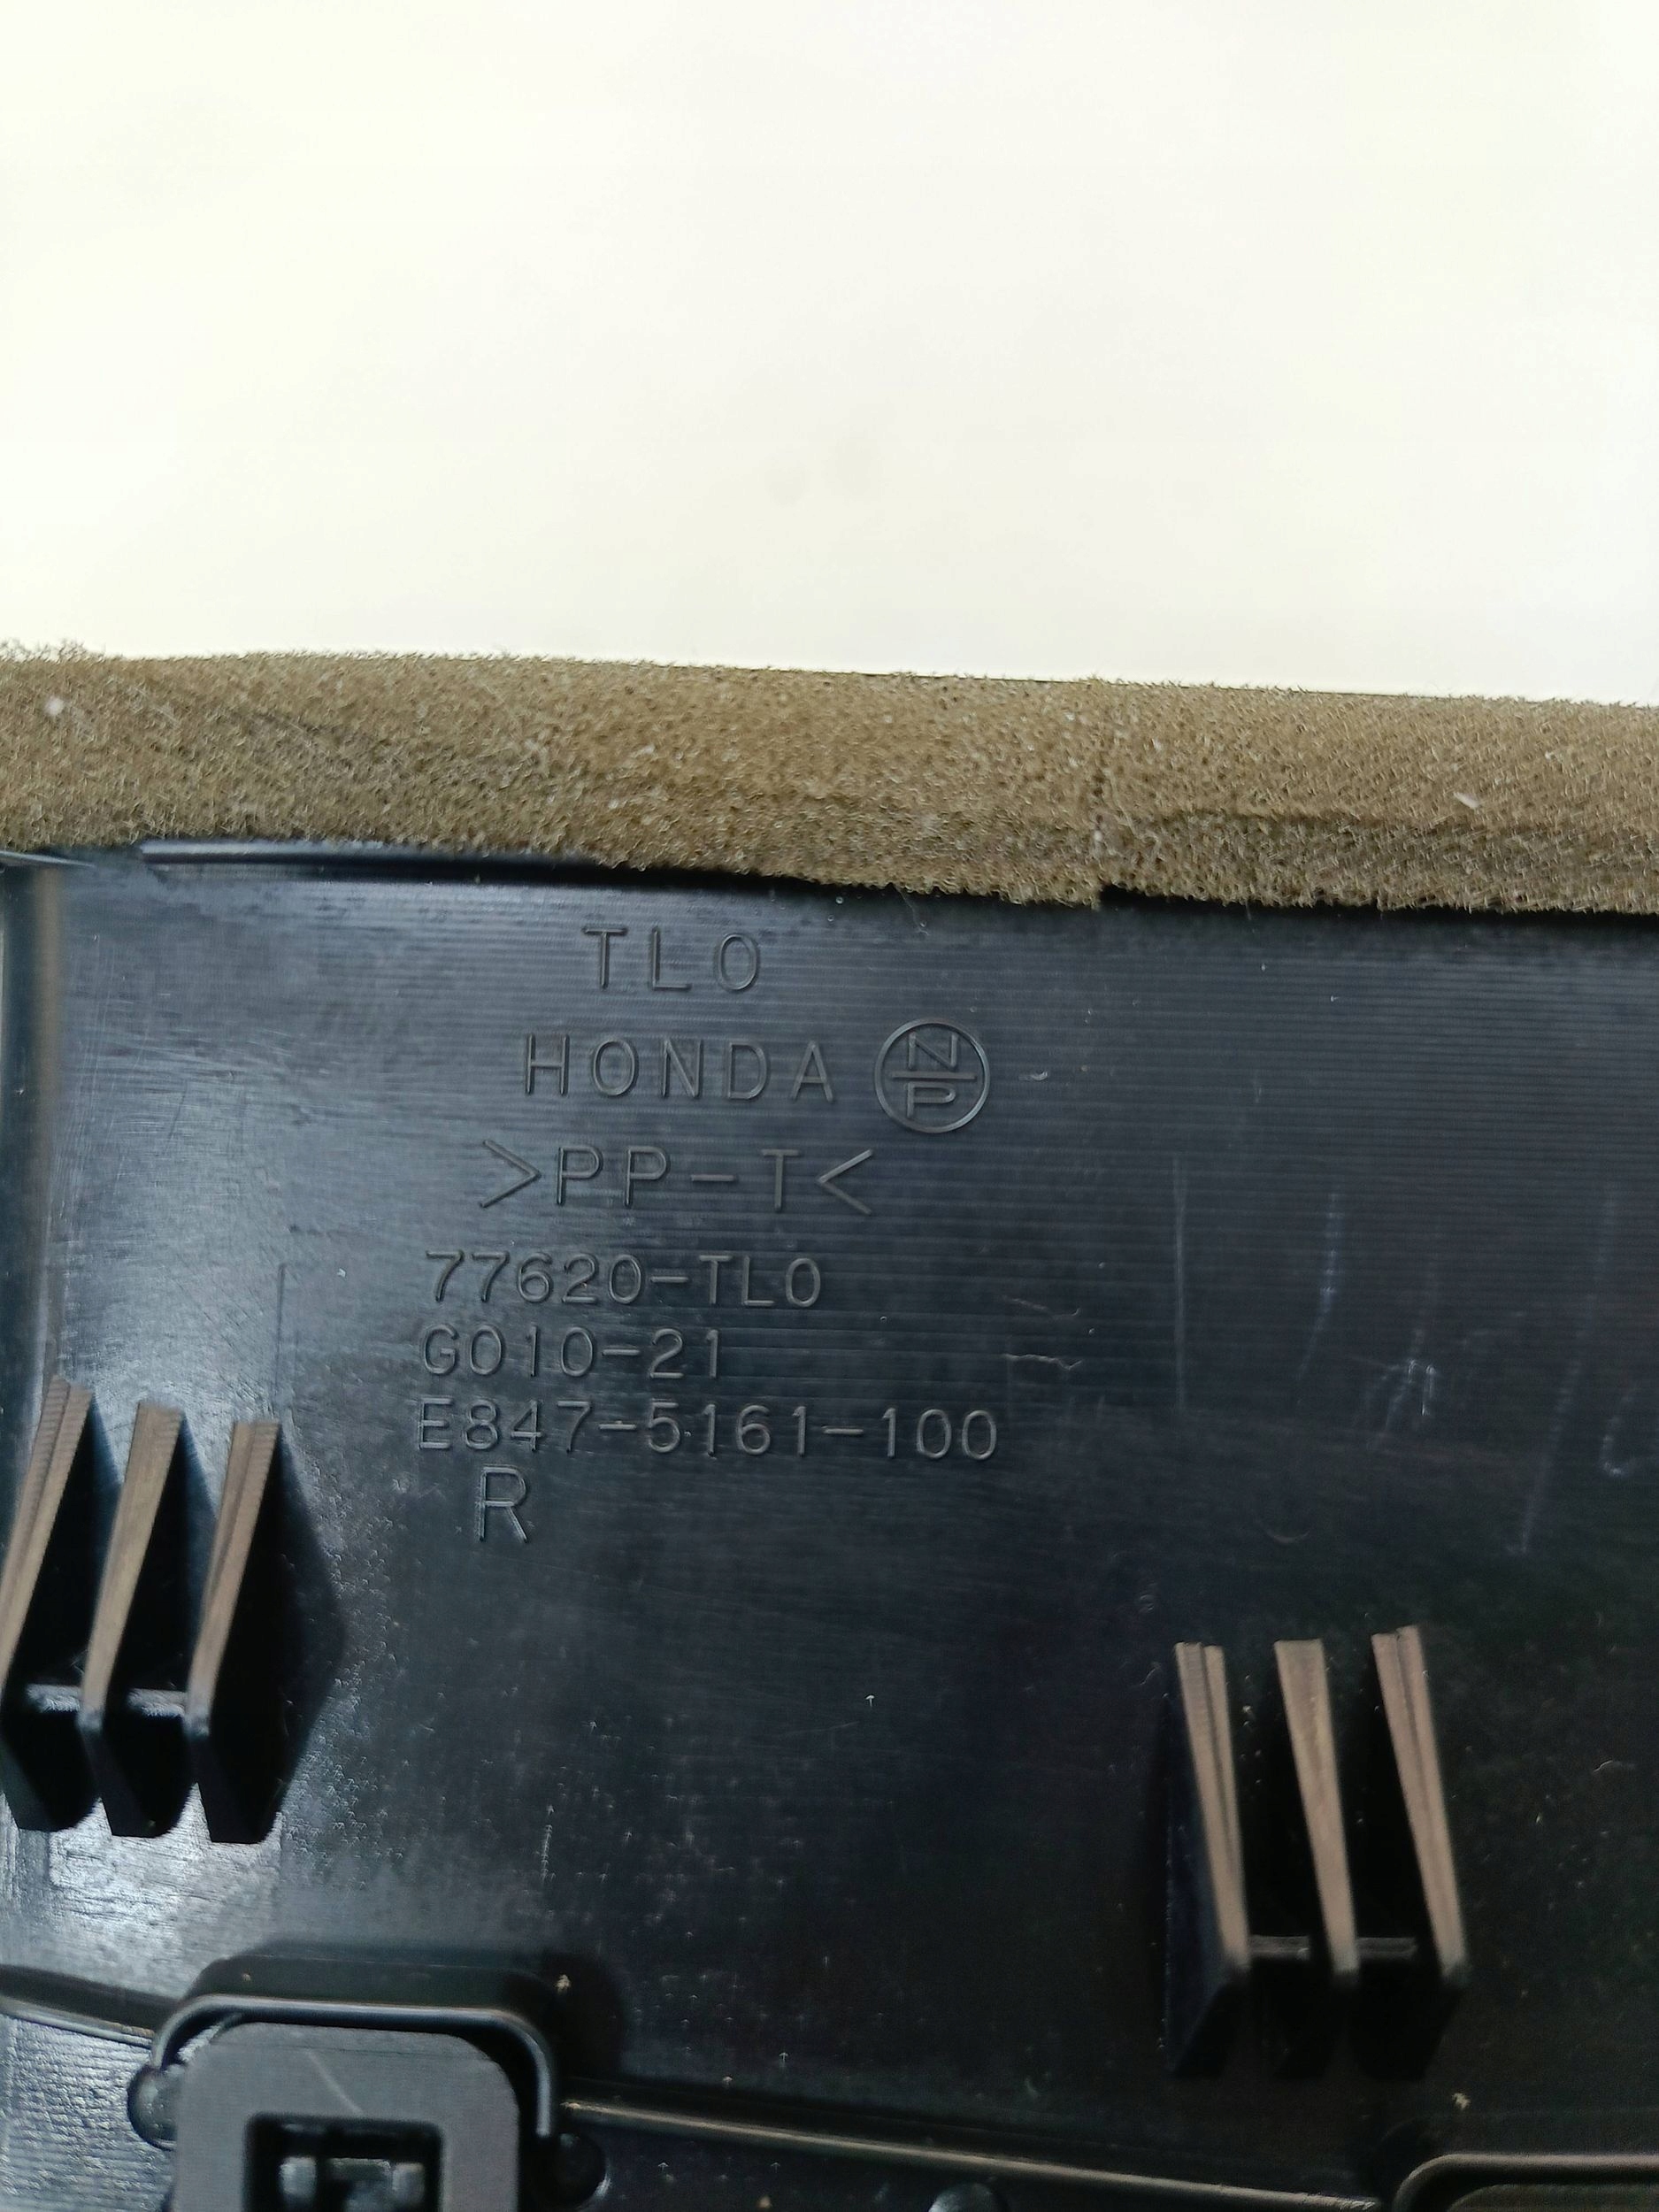 TL0
HONDA N P
>PP-T<
77620-TL0
G010-21
E847-5161-100
R